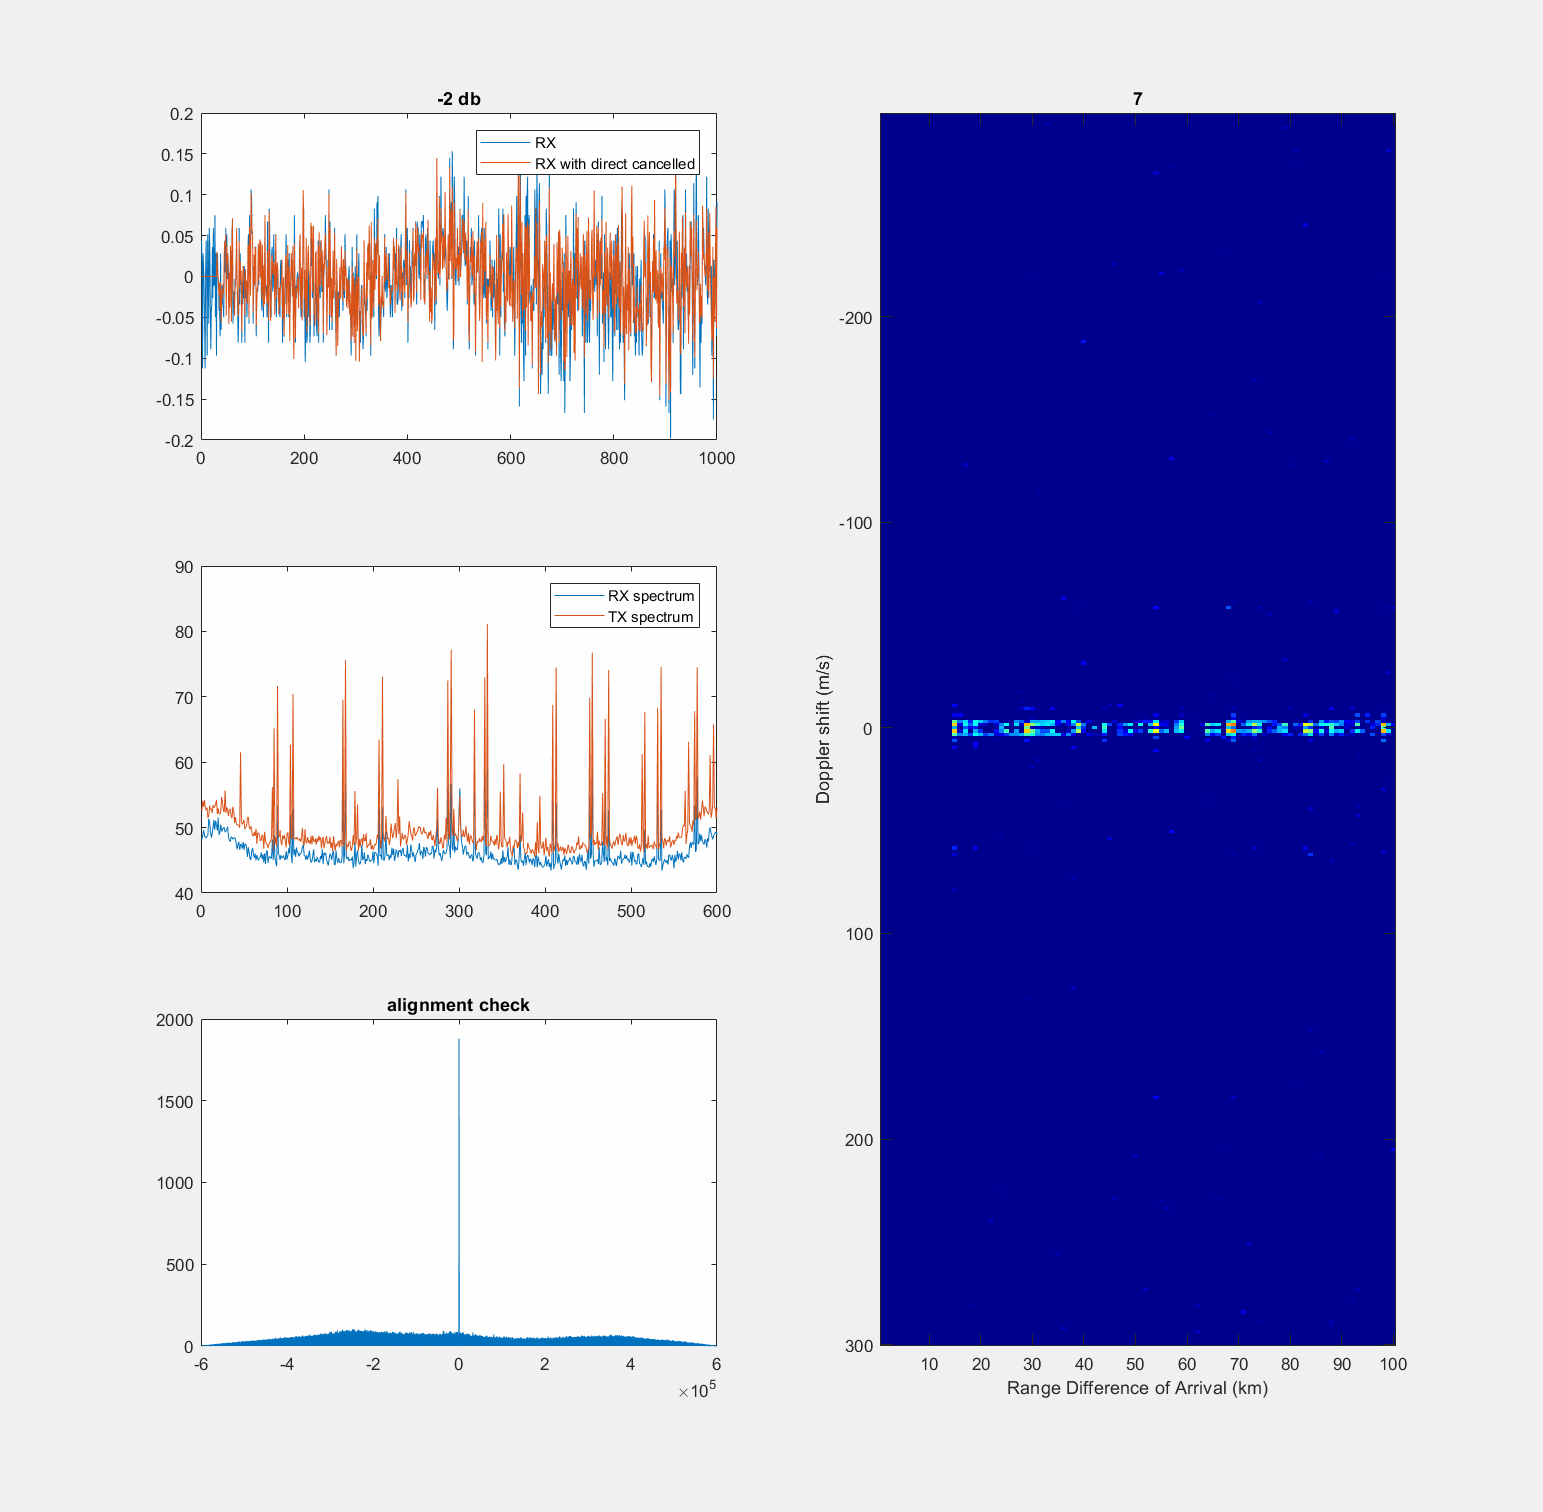 -2 db
0.2
0.15
0.1
0.05
0
-0.05
-0.1
-0.15
-0.2
0 200 400 600 800 1000
RX
RX with direct cancelled
90
80
70
60
50
40
0 100 200 300 400 500 600
RX spectrum
TX spectrum
alignment check
2000
1500
1000
500
0
-6 -4 -2 0 2 4 6
×10^5
7
Doppler shift (m/s)
-200
-100
0
100
200
300
10 20 30 40 50 60 70 80 90 100
Range Difference of Arrival (km)